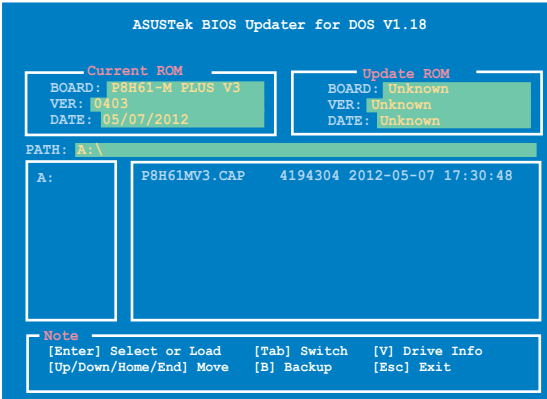 ASUSTek BIOS Updater for DOS V1.18
Current ROM
BOARD: P8H61-M PLUS V3
VER: 0403
DATE: 05/07/2012
Update ROM
BOARD: Unknown
VER: Unknown
DATE: Unknown
PATH: A:\
A:
P8H61MV3.CAP 4194304 2012-05-07 17:30:48
Note
[Enter] Select or Load [Tab] Switch [V] Drive Info
[Up/Down/Home/End] Move [B] Backup [Esc] Exit